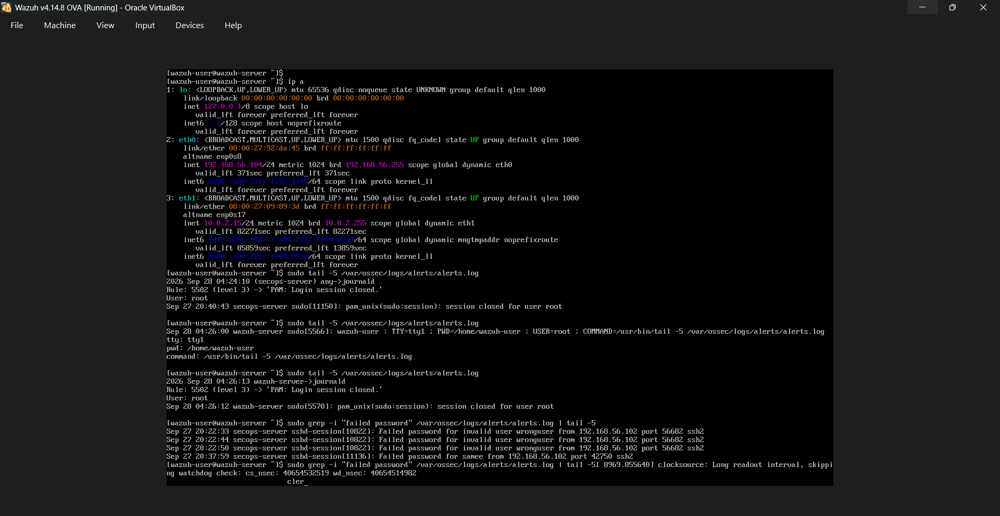 Wazuh v4.14.8 OVA [Running] - Oracle VirtualBox
File Machine View Input Devices Help
[wazuh-user@wazuh-server ~]$
[wazuh-user@wazuh-server ~]$ ip a
1: lo: <LOOPBACK,UP,LOWER_UP> mtu 65536 qdisc noqueue state UNKNOWN group default qlen 1000
link/loopback 00:00:00:00:00:00 brd 00:00:00:00:00:00
inet 127.0.0.1/8 scope host lo
valid_lft forever preferred_lft forever
inet6 ::1/128 scope host noprefixroute
valid_lft forever preferred_lft forever
2: eth0: <BROADCAST,MULTICAST,UP,LOWER_UP> mtu 1500 qdisc fq_codel state UP group default qlen 1000
link/ether 08:00:27:92:da:45 brd ff:ff:ff:ff:ff:ff
altname enp0s8
inet 192.168.56.104/24 metric 1024 brd 192.168.56.255 scope global dynamic eth0
valid_lft 371sec preferred_lft 371sec
inet6 fe80::a00:27ff:fe92:da45/64 scope link proto kernel_ll
valid_lft forever preferred_lft forever
3: eth1: <BROADCAST,MULTICAST,UP,LOWER_UP> mtu 1500 qdisc fq_codel state UP group default qlen 1000
link/ether 08:00:27:09:89:3d brd ff:ff:ff:ff:ff:ff
altname enp0s17
inet 10.0.2.15/24 metric 1024 brd 10.0.2.255 scope global dynamic eth1
valid_lft 82271sec preferred_lft 82271sec
inet6 fd17:625c:f037:2:a00:27ff:fe09:893d/64 scope global dynamic mngtmpaddr noprefixroute
valid_lft 85859sec preferred_lft 13859sec
inet6 fe80::a00:27ff:fe09:893d/64 scope link proto kernel_ll
valid_lft forever preferred_lft forever
[wazuh-user@wazuh-server ~]$ sudo tail -5 /var/ossec/logs/alerts/alerts.log
2026 Sep 28 04:24:10 (secops-server) any->journald
Rule: 5502 (level 3) -> 'PAM: Login session closed.'
User: root
Sep 27 20:40:43 secops-server sudo[11150]: pam_unix(sudo:session): session closed for user root
[wazuh-user@wazuh-server ~]$ sudo tail -5 /var/ossec/logs/alerts/alerts.log
Sep 28 04:26:00 wazuh-server sudo[5566]: wazuh-user : TTY=tty1 ; PWD=/home/wazuh-user ; USER=root ; COMMAND=/usr/bin/tail -5 /var/ossec/logs/alerts/alerts.log
tty: tty1
pwd: /home/wazuh-user
command: /usr/bin/tail -5 /var/ossec/logs/alerts/alerts.log
[wazuh-user@wazuh-server ~]$ sudo tail -5 /var/ossec/logs/alerts/alerts.log
2026 Sep 28 04:26:13 wazuh-server->journald
Rule: 5502 (level 3) -> 'PAM: Login session closed.'
User: root
Sep 28 04:26:12 wazuh-server sudo[5570]: pam_unix(sudo:session): session closed for user root
[wazuh-user@wazuh-server ~]$ sudo grep -i "failed password" /var/ossec/logs/alerts/alerts.log | tail -5
Sep 27 20:22:33 secops-server sshd-session[10822]: Failed password for invalid user wronguser from 192.168.56.102 port 56682 ssh2
Sep 27 20:22:44 secops-server sshd-session[10822]: Failed password for invalid user wronguser from 192.168.56.102 port 56682 ssh2
Sep 27 20:22:50 secops-server sshd-session[10822]: Failed password for invalid user wronguser from 192.168.56.102 port 56682 ssh2
Sep 27 20:37:59 secops-server sshd-session[11136]: Failed password for samee from 192.168.56.102 port 42750 ssh2
[wazuh-user@wazuh-server ~]$ sudo grep -i "failed password" /var/ossec/logs/alerts/alerts.log | tail -5[ 8969.855640] clocksource: Long readout interval, skippi
ng watchdog check: cs_nsec: 40654532519 wd_nsec: 40654514982
cler_